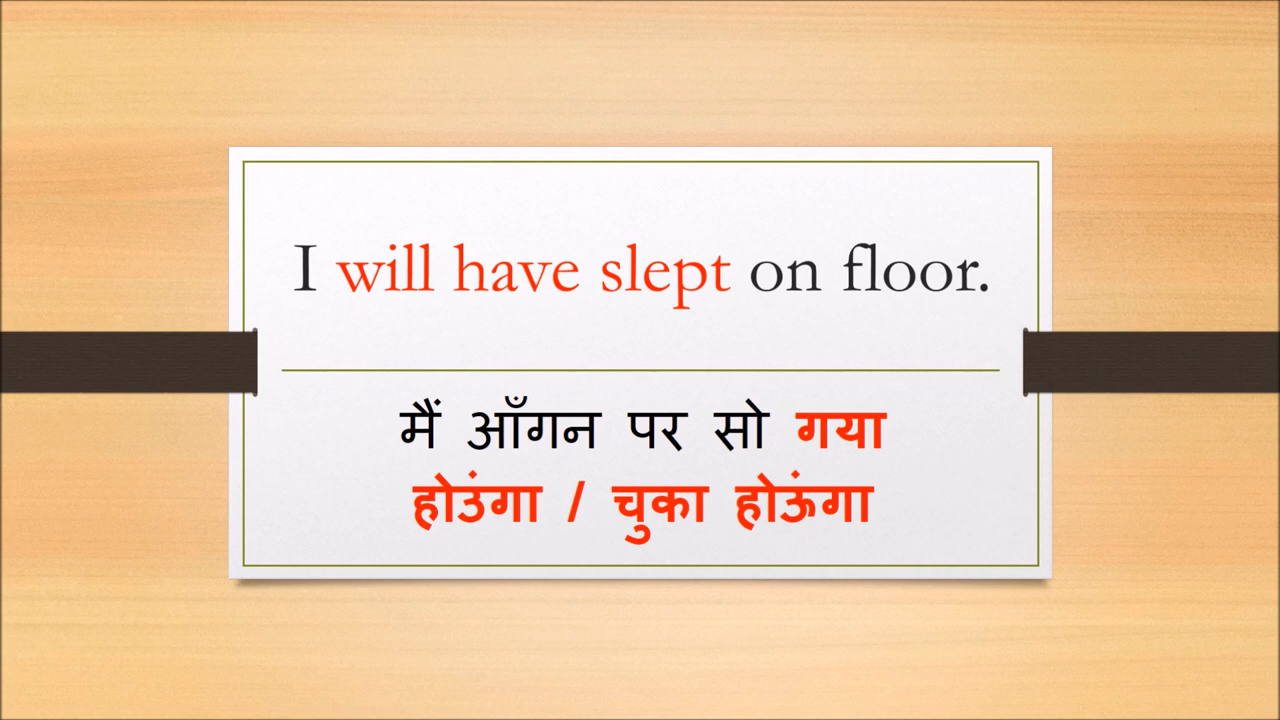 I will have slept on floor.
मैं आँगन पर सो गया
होउंगा / चुका होऊंगा